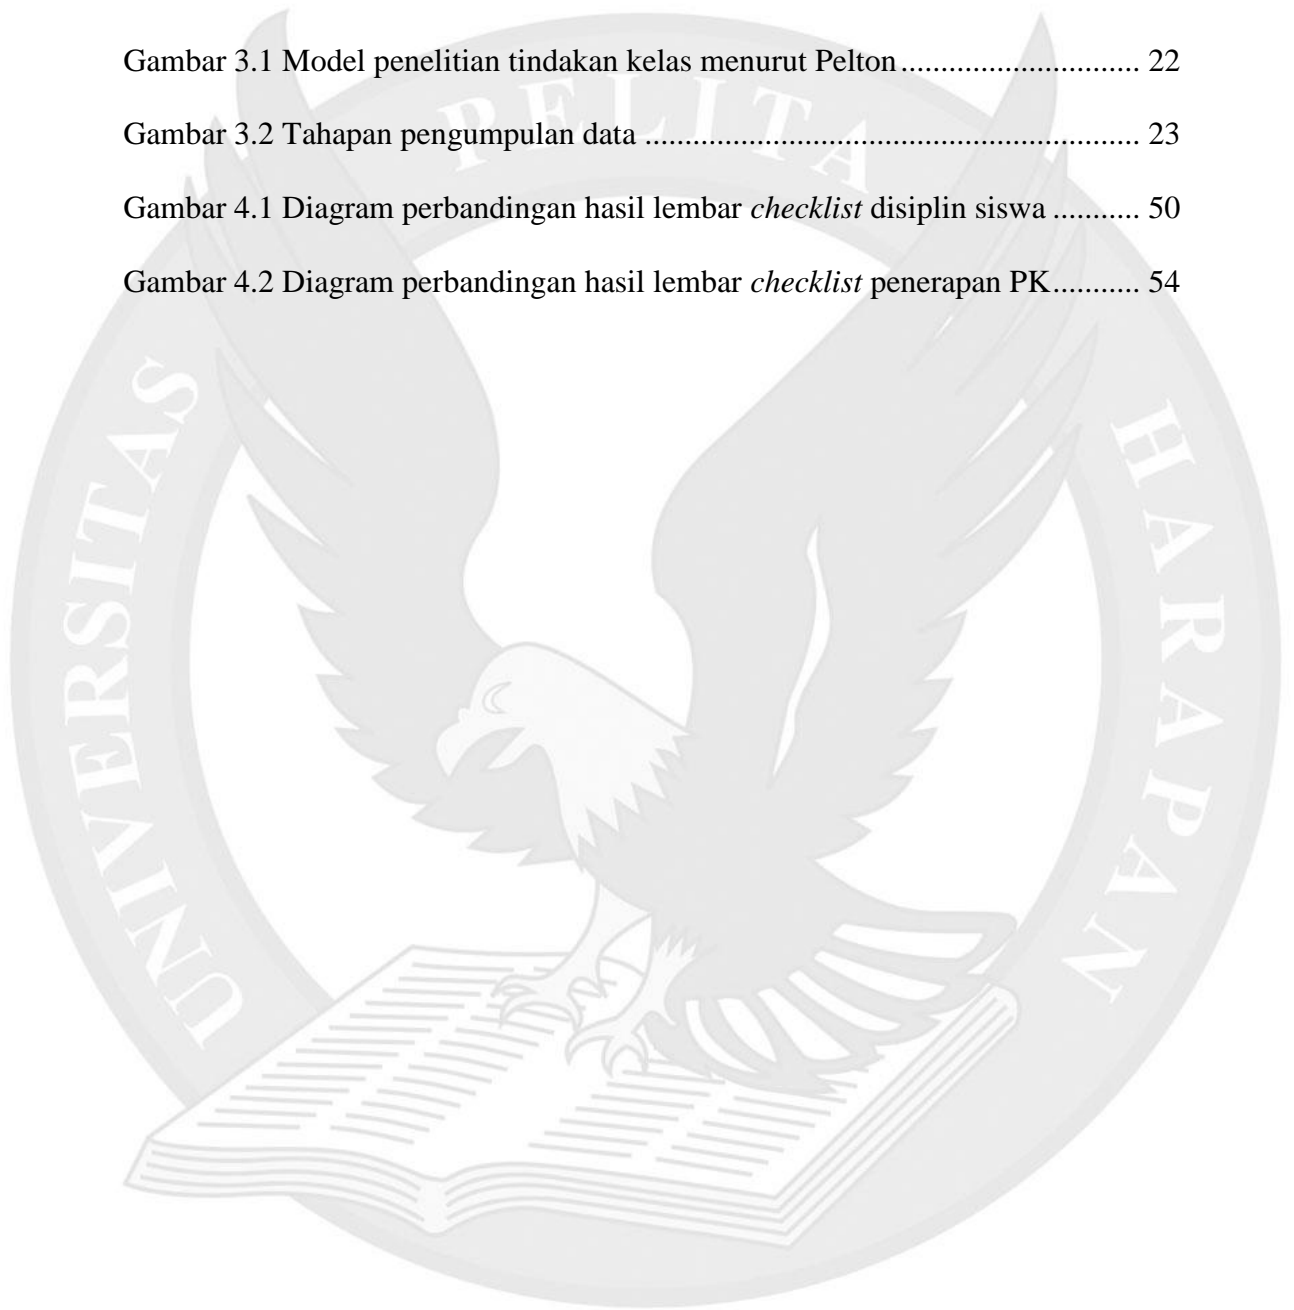 Gambar 3.1 Model penelitian tindakan kelas menurut Pelton .............................. 22
Gambar 3.2 Tahapan pengumpulan data ............................................................... 23
Gambar 4.1 Diagram perbandingan hasil lembar checklist disiplin siswa ........... 50
Gambar 4.2 Diagram perbandingan hasil lembar checklist penerapan PK........... 54
UNIVERSITAS PELITA HARAPAN